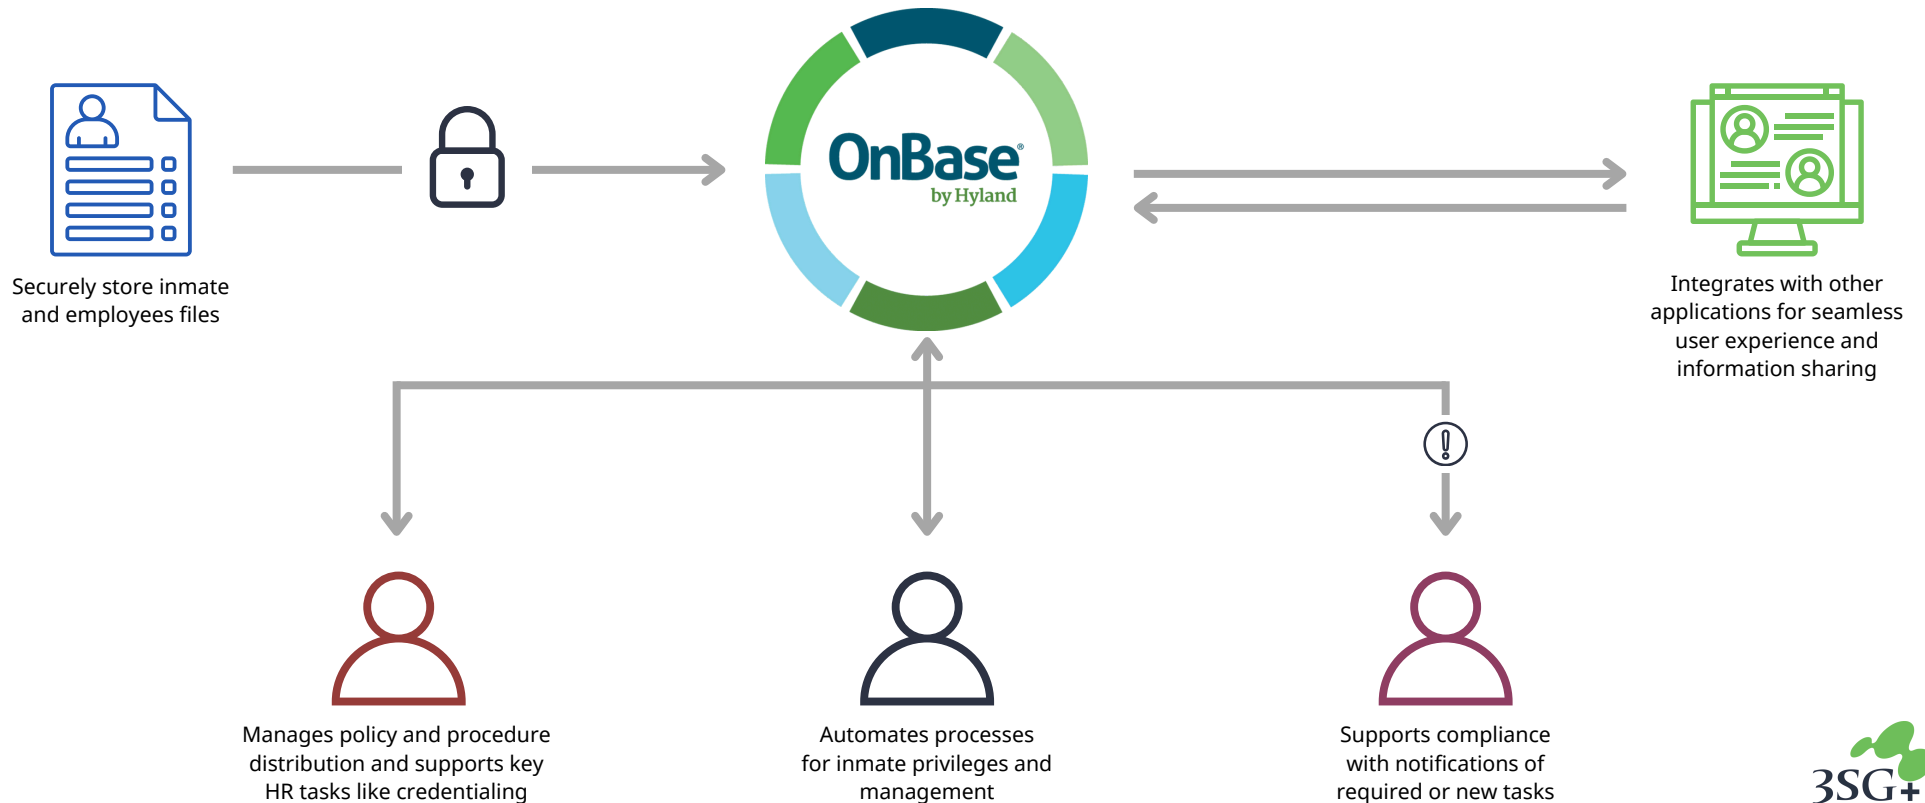 OnBase®
by Hyland
Securely store inmate
and employees files
Integrates with other
applications for seamless
user experience and
information sharing
Manages policy and procedure
distribution and supports key
HR tasks like credentialing
Automates processes
for inmate privileges and
management
Supports compliance
with notifications of
required or new tasks
3SG+